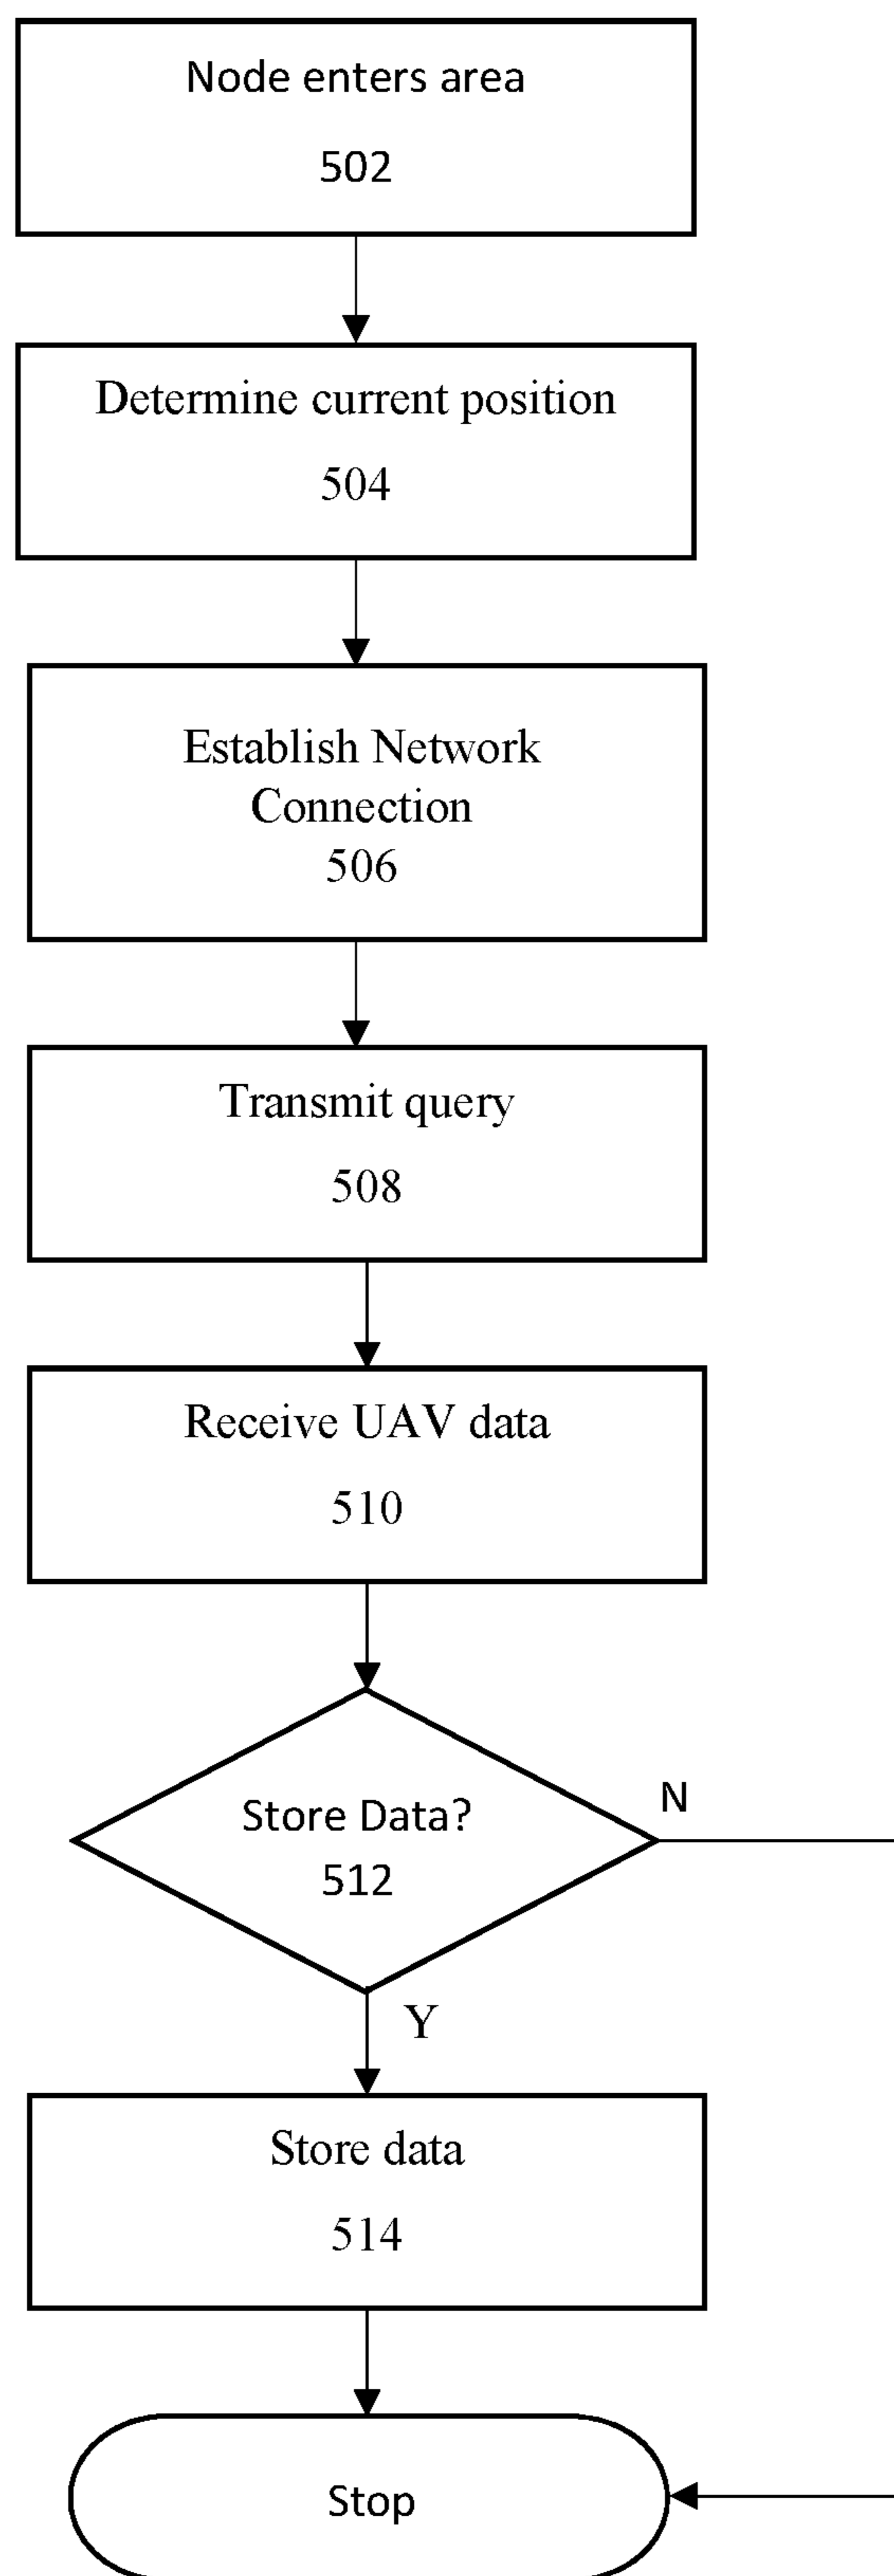 Node enters area
502
Determine current position
504
Establish Network
Connection
506
Transmit query
508
Receive UAV data
510
Store Data?
512
N
Y
Store data
514
Stop